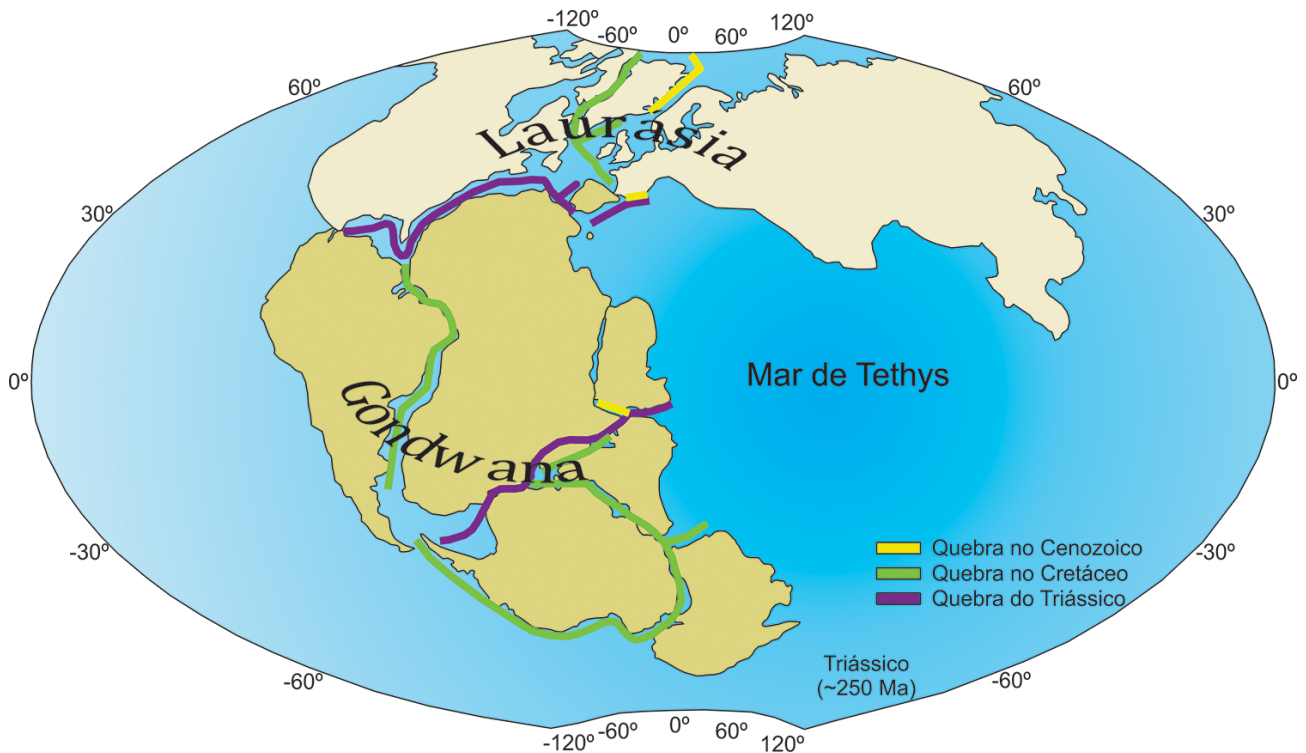 -120º
-60º
0º
60º
120º
60º
60º
Laurasia
30º
30º
Mar de Tethys
0º
0º
Gondwana
-30º
-30º
Quebra no Cenozoico
Quebra no Cretáceo
Quebra do Triássico
Triássico
(~250 Ma)
-60º
-60º
-120º
-60º
0º
60º
120º